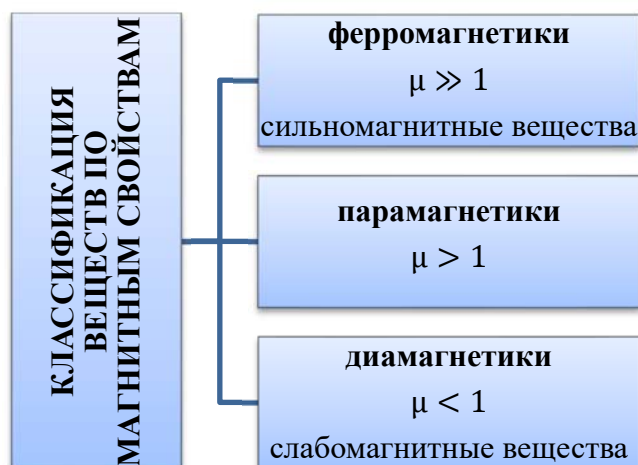 КЛАССИФИКАЦИЯ
ВЕЩЕСТВ ПО
МАГНИТНЫМ СВОЙСТВАМ
ферромагнетики
μ ≫ 1
сильномагнитные вещества
парамагнетики
μ > 1
диамагнетики
μ < 1
слабомагнитные вещества